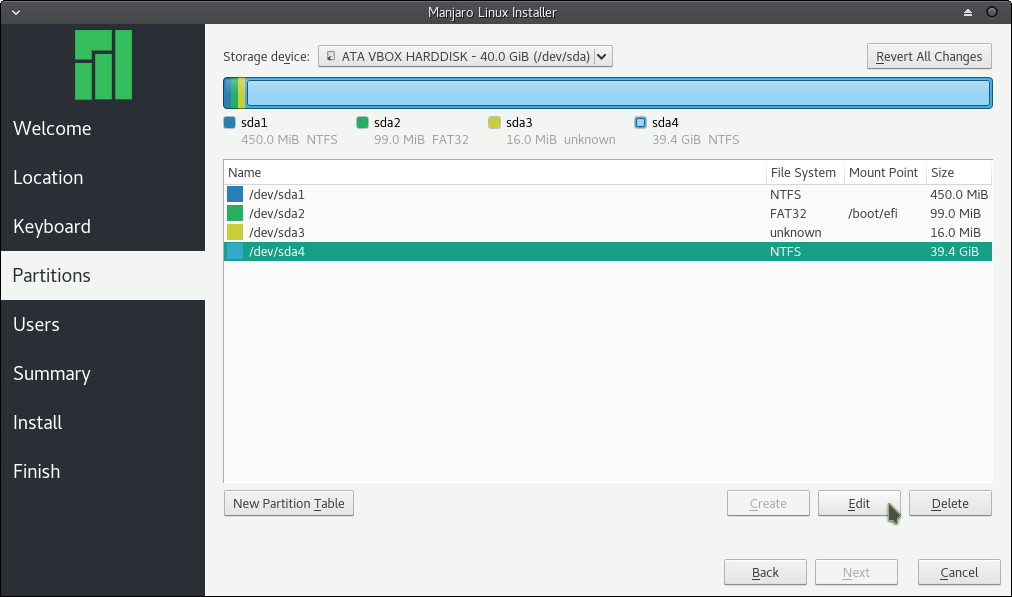 Manjaro Linux Installer
Welcome
Location
Keyboard
Partitions
Users
Summary
Install
Finish
Storage device: ATA VBOX HARDDISK - 40.0 GiB (/dev/sda) Revert All Changes
sda1 sda2 sda3 sda4
450.0 MiB NTFS 99.0 MiB FAT32 16.0 MiB unknown 39.4 GiB NTFS
Name File System Mount Point Size
/dev/sda1 NTFS 450.0 MiB
/dev/sda2 FAT32 /boot/efi 99.0 MiB
/dev/sda3 unknown 16.0 MiB
/dev/sda4 NTFS 39.4 GiB
New Partition Table Create Edit Delete
Back Next Cancel